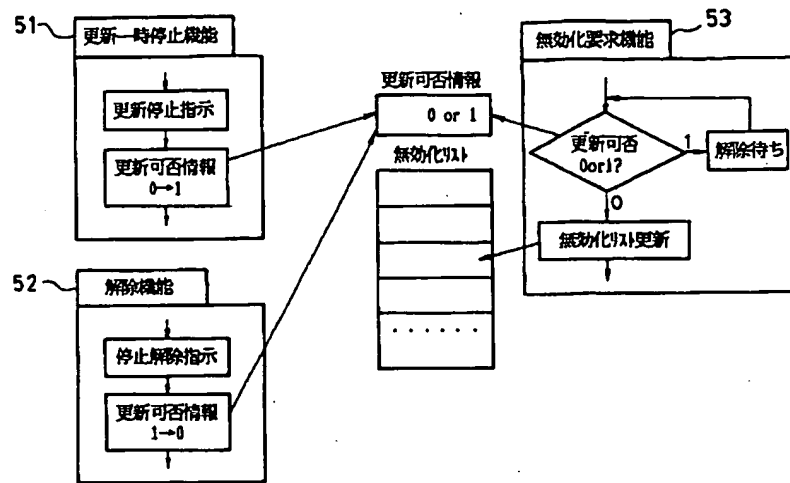 51
更新一時停止機能
更新停止指示
更新可否情報
0→1
52
解除機能
停止解除指示
更新可否情報
1→0
更新可否情報
0 or 1
無効化リスト
......
53
無効化要求機能
更新可否
0or1?
1
解除待ち
0
無効化リスト更新